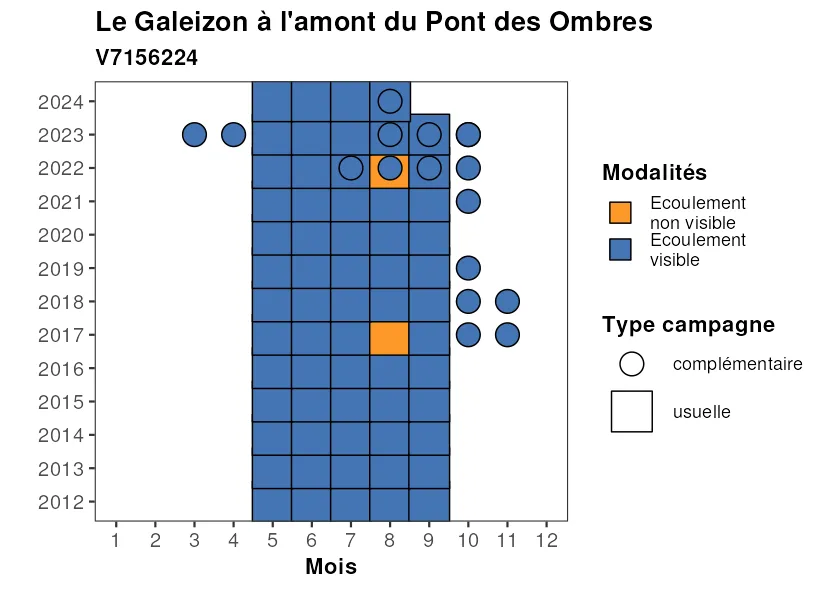 Le Galeizon à l'amont du Pont des Ombres
V7156224
2024
2023
2022
2021
2020
2019
2018
2017
2016
2015
2014
2013
2012
1 2 3 4 5 6 7 8 9 10 11 12
Mois
Modalités
Ecoulement
non visible
Ecoulement
visible
Type campagne
complémentaire
usuelle